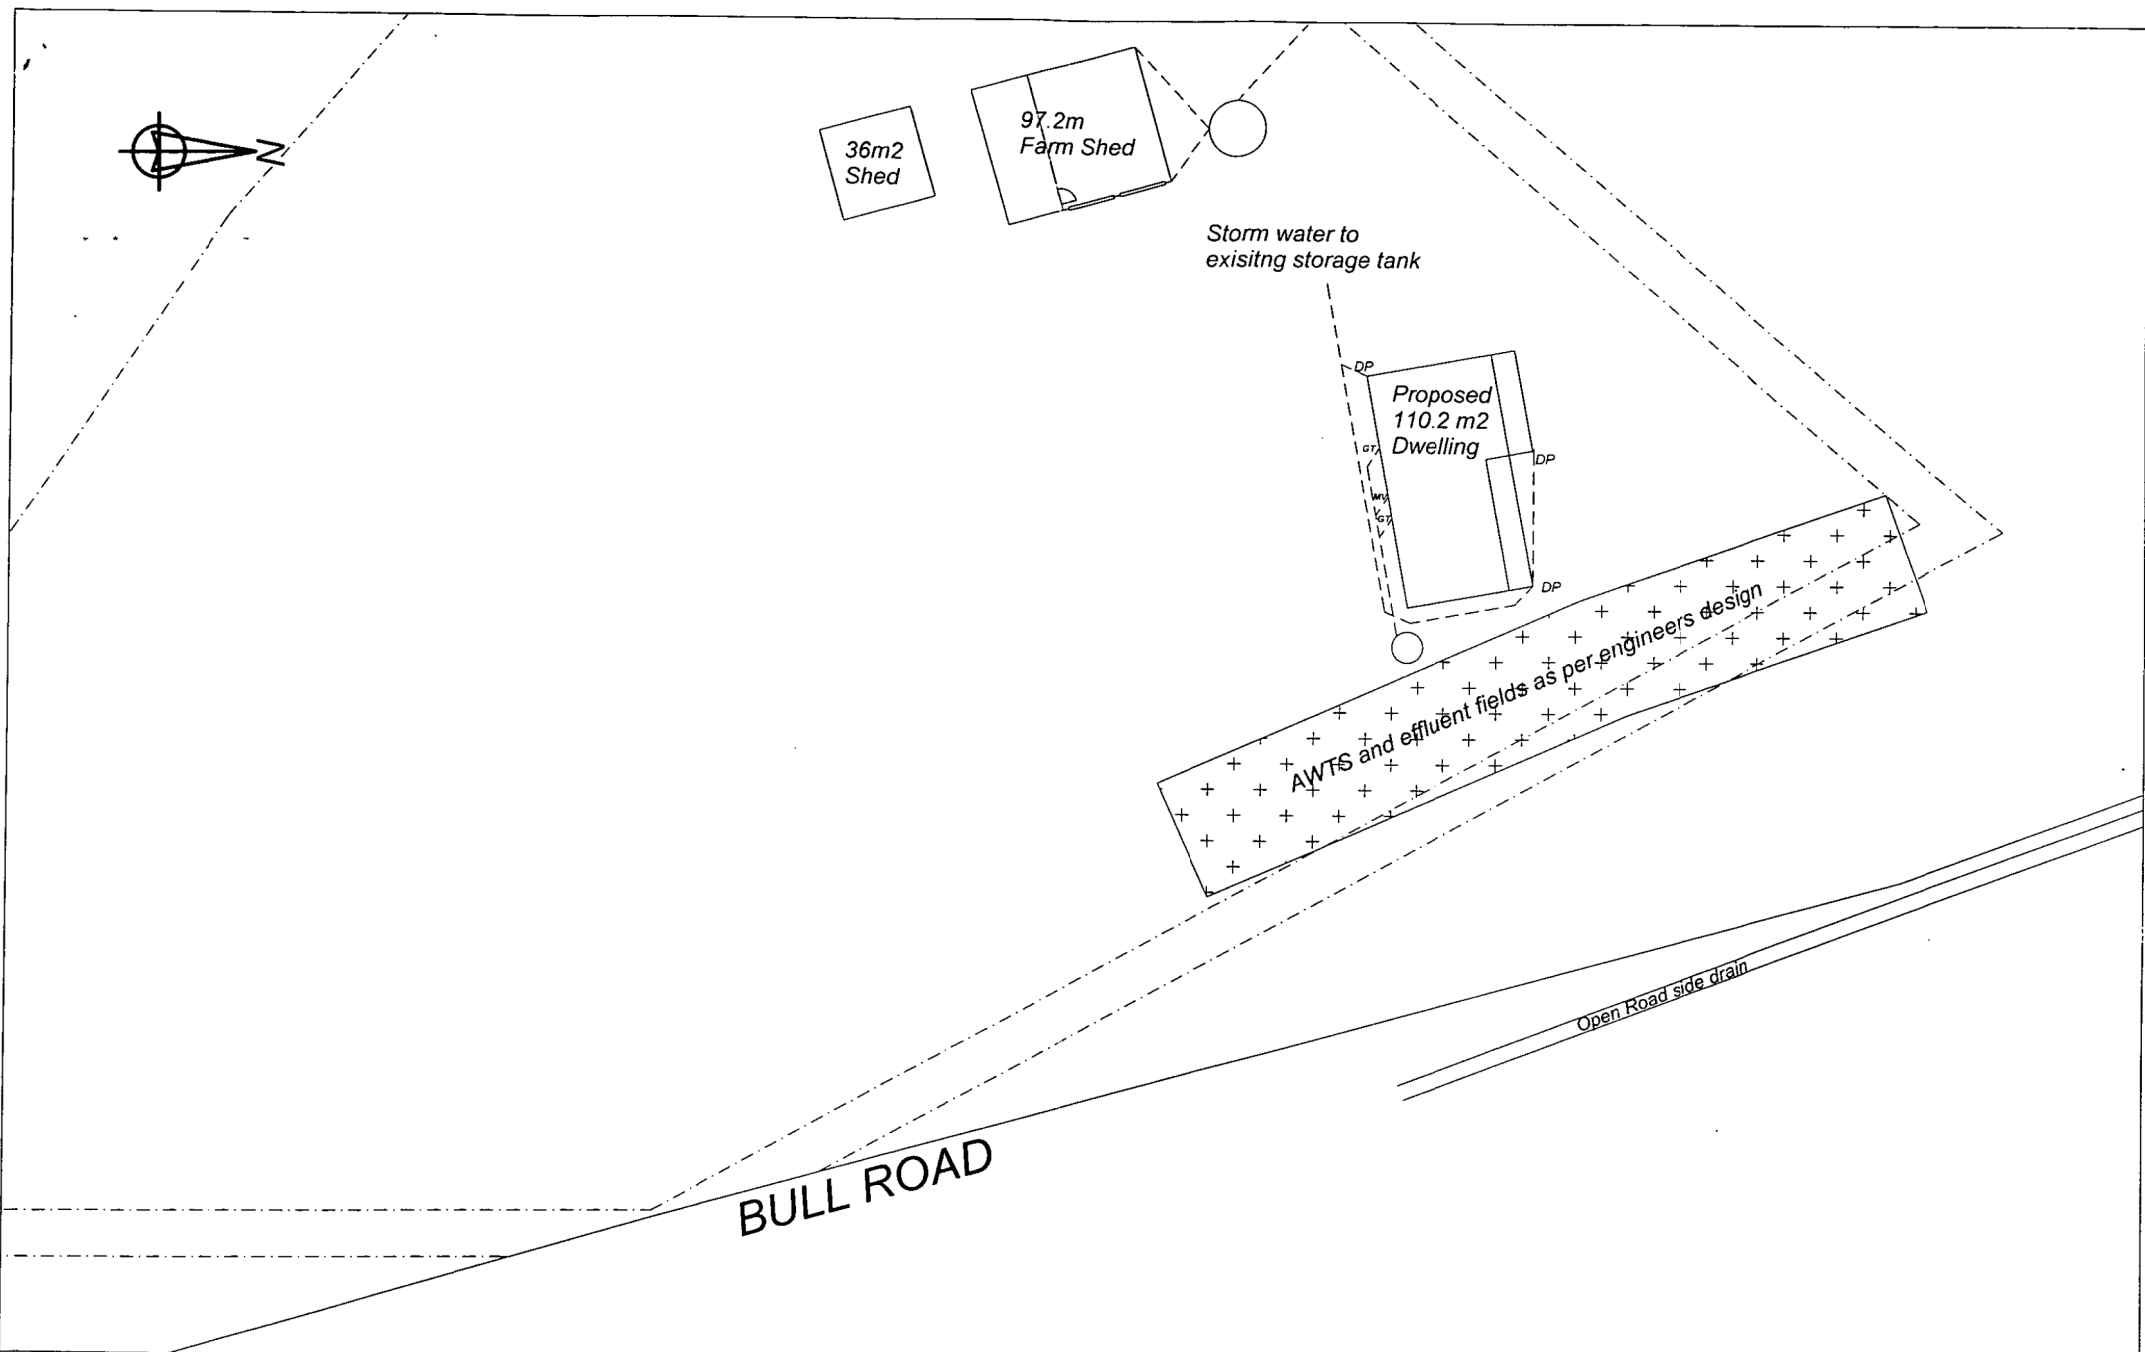 N
36m2
Shed
97.2m
Farm Shed
Storm water to
exisitng storage tank
DP
Proposed
110.2 m2
Dwelling
GT
DP
MV
GT
DP
AWTS and effluent fields as per engineers design
Open Road side drain
BULL ROAD